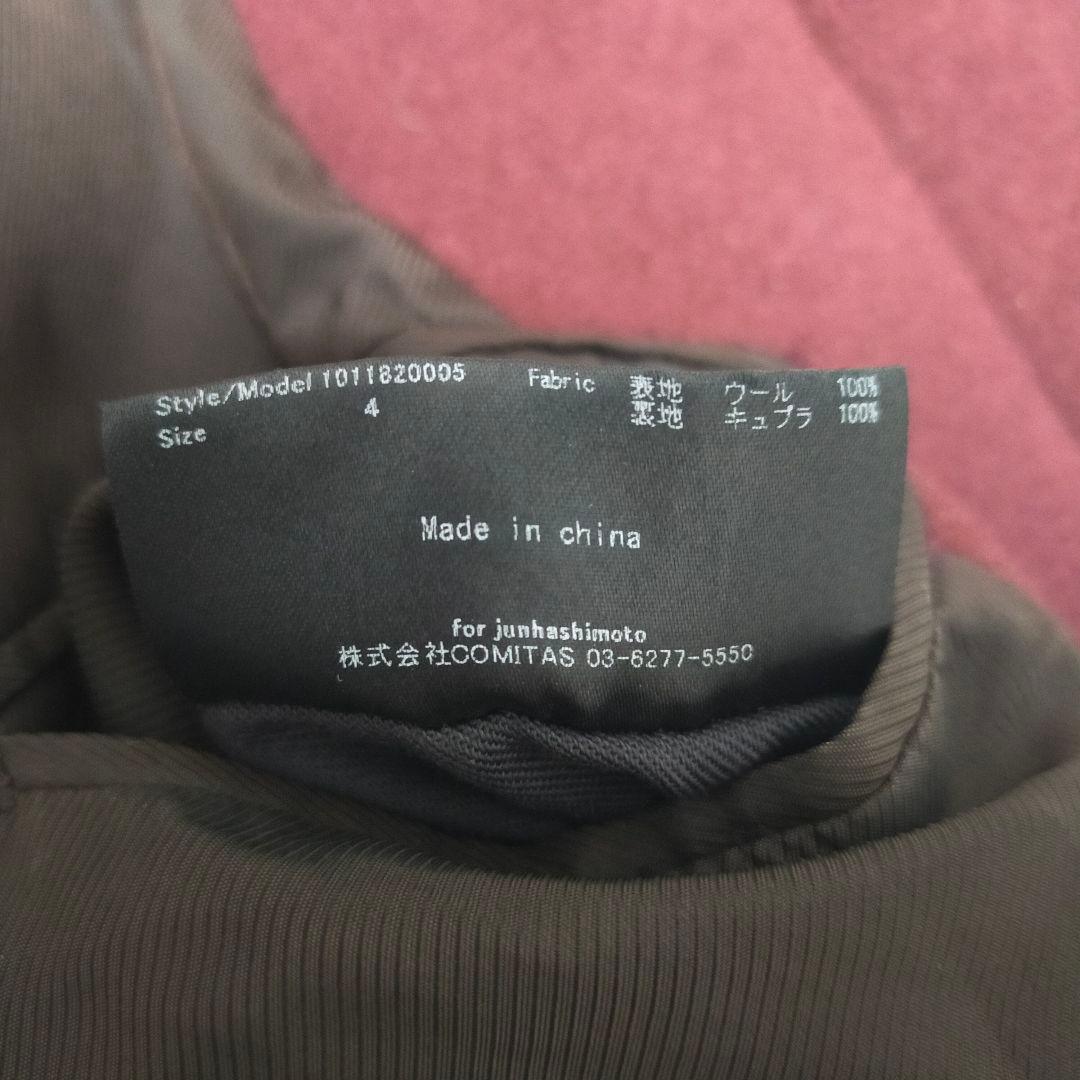 Style/Model 1011820005
Size 4
Fabric 表地 ウール 100%
裏地 キュプラ 100%
Made in china
for junhashimoto
株式会社COMITAS 03-6277-5550